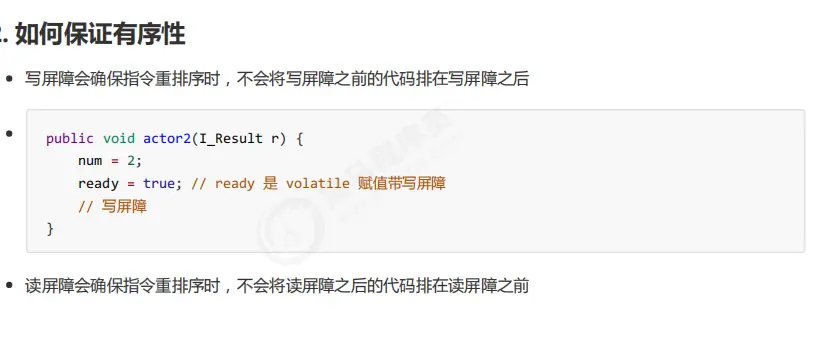 2. 如何保证有序性
写屏障会确保指令重排序时，不会将写屏障之前的代码排在写屏障之后
public void actor2(I_Result r) {
    num = 2;
    ready = true; // ready 是 volatile 赋值带写屏障
    // 写屏障
}
读屏障会确保指令重排序时，不会将读屏障之后的代码排在读屏障之前